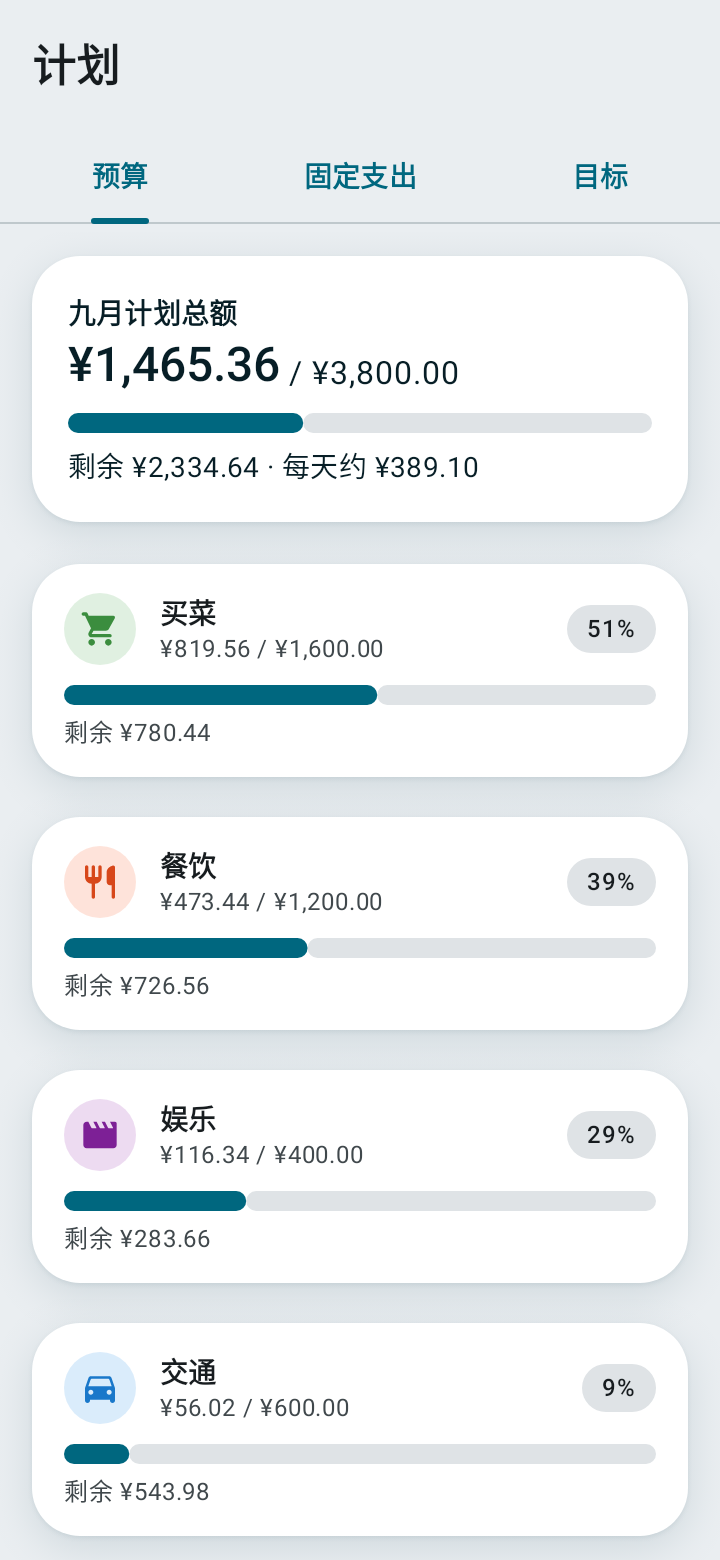 计划
预算 固定支出 目标
九月计划总额
¥1,465.36 / ¥3,800.00
剩余 ¥2,334.64 · 每天约 ¥389.10
买菜
¥819.56 / ¥1,600.00
51%
剩余 ¥780.44
餐饮
¥473.44 / ¥1,200.00
39%
剩余 ¥726.56
娱乐
¥116.34 / ¥400.00
29%
剩余 ¥283.66
交通
¥56.02 / ¥600.00
9%
剩余 ¥543.98